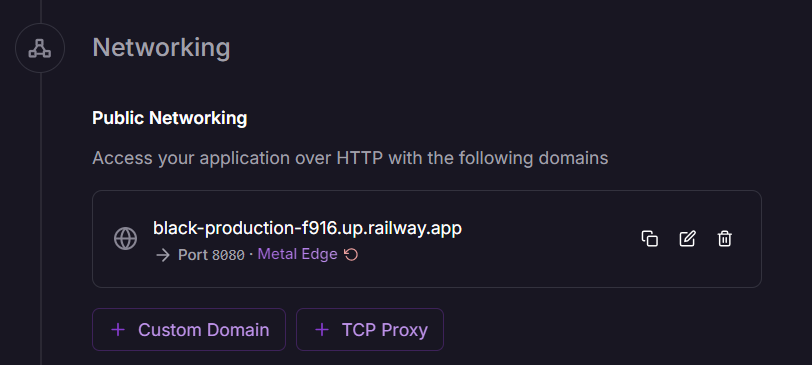 Networking
Public Networking
Access your application over HTTP with the following domains
black-production-f916.up.railway.app
→ Port 8080 · Metal Edge
+ Custom Domain
+ TCP Proxy